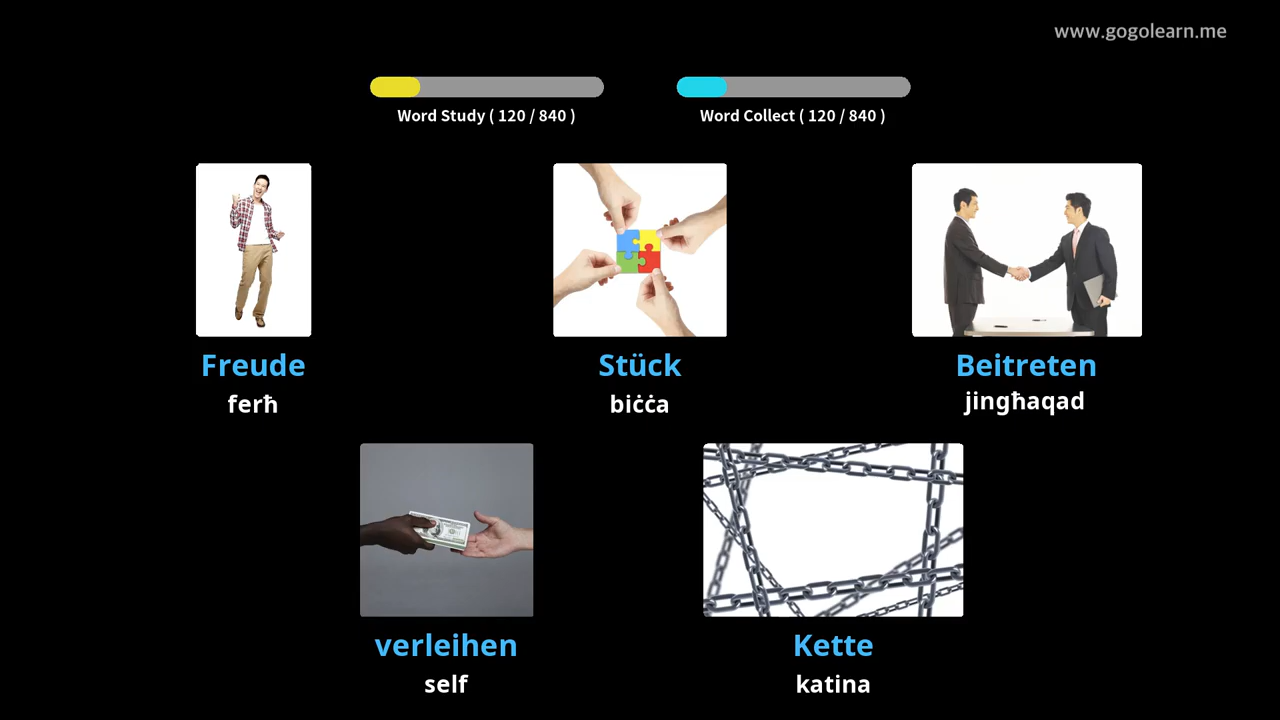 www.gogolearn.me
Word Study ( 120 / 840 )
Word Collect ( 120 / 840 )
Freude
ferħ
Stück
biċċa
Beitreten
jingħaqad
verleihen
self
Kette
katina